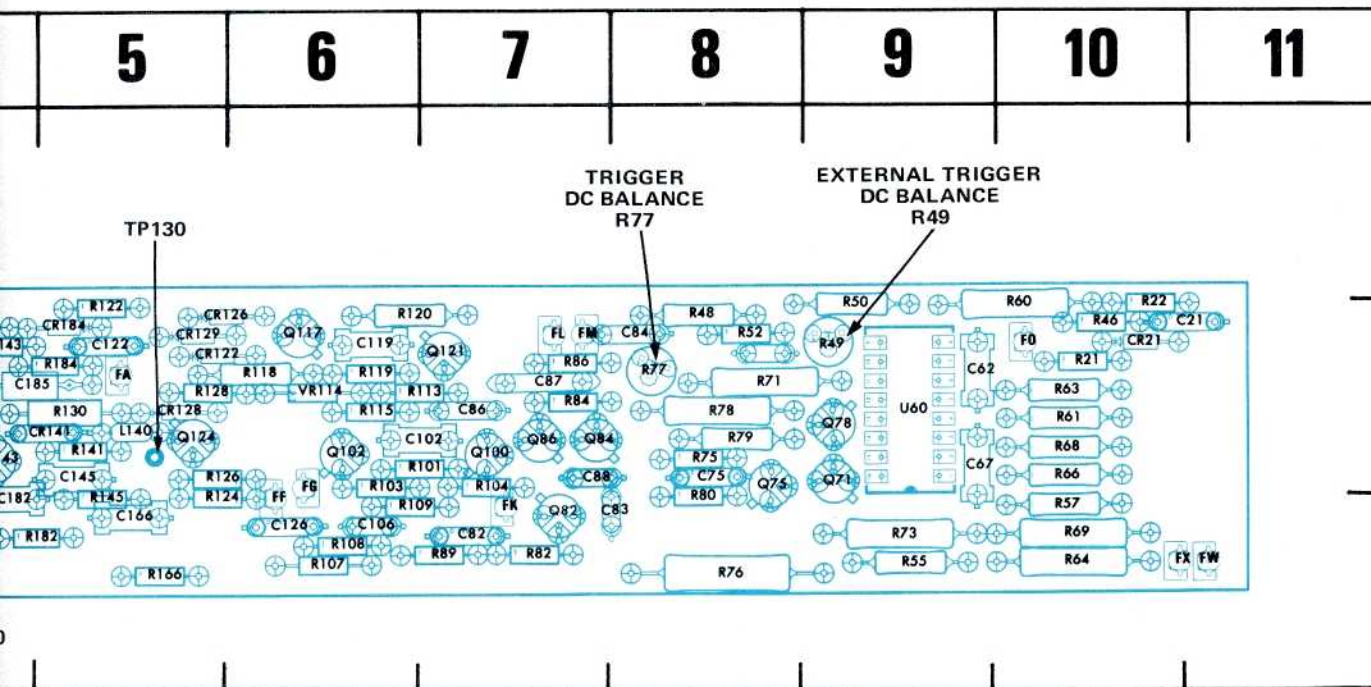 5 6 7 8 9 10 11
TRIGGER
DC BALANCE
R77
EXTERNAL TRIGGER
DC BALANCE
R49
TP130
R122 CR126 R120 R48 R50 R60 R22
CR184 CR129 Q117 FL FM C84 R52 R46 C21
143 C122 CR122 C119 Q121 R49 FO CR21
R184 FA R118 R119 R86 R77 R21
C185 R128 VR114 R113 C87 R71 C62 R63
R130 CR128 R115 C86 R84 R78 U60 R61
CR141 L140 Q124 C102 Q86 Q84 R79 Q78 R68
43 R141 Q102 R101 Q100 R75 C67
C145 R126 FG R103 R104 C88 C75 Q75 Q71 R66
C182 R145 R124 FF R109 FK C83 R80 R57
C166 C126 C106 Q82
R182 R108 C82 R73 R69
R107 R89 R82 R55 R64 FX FW
R166 R76